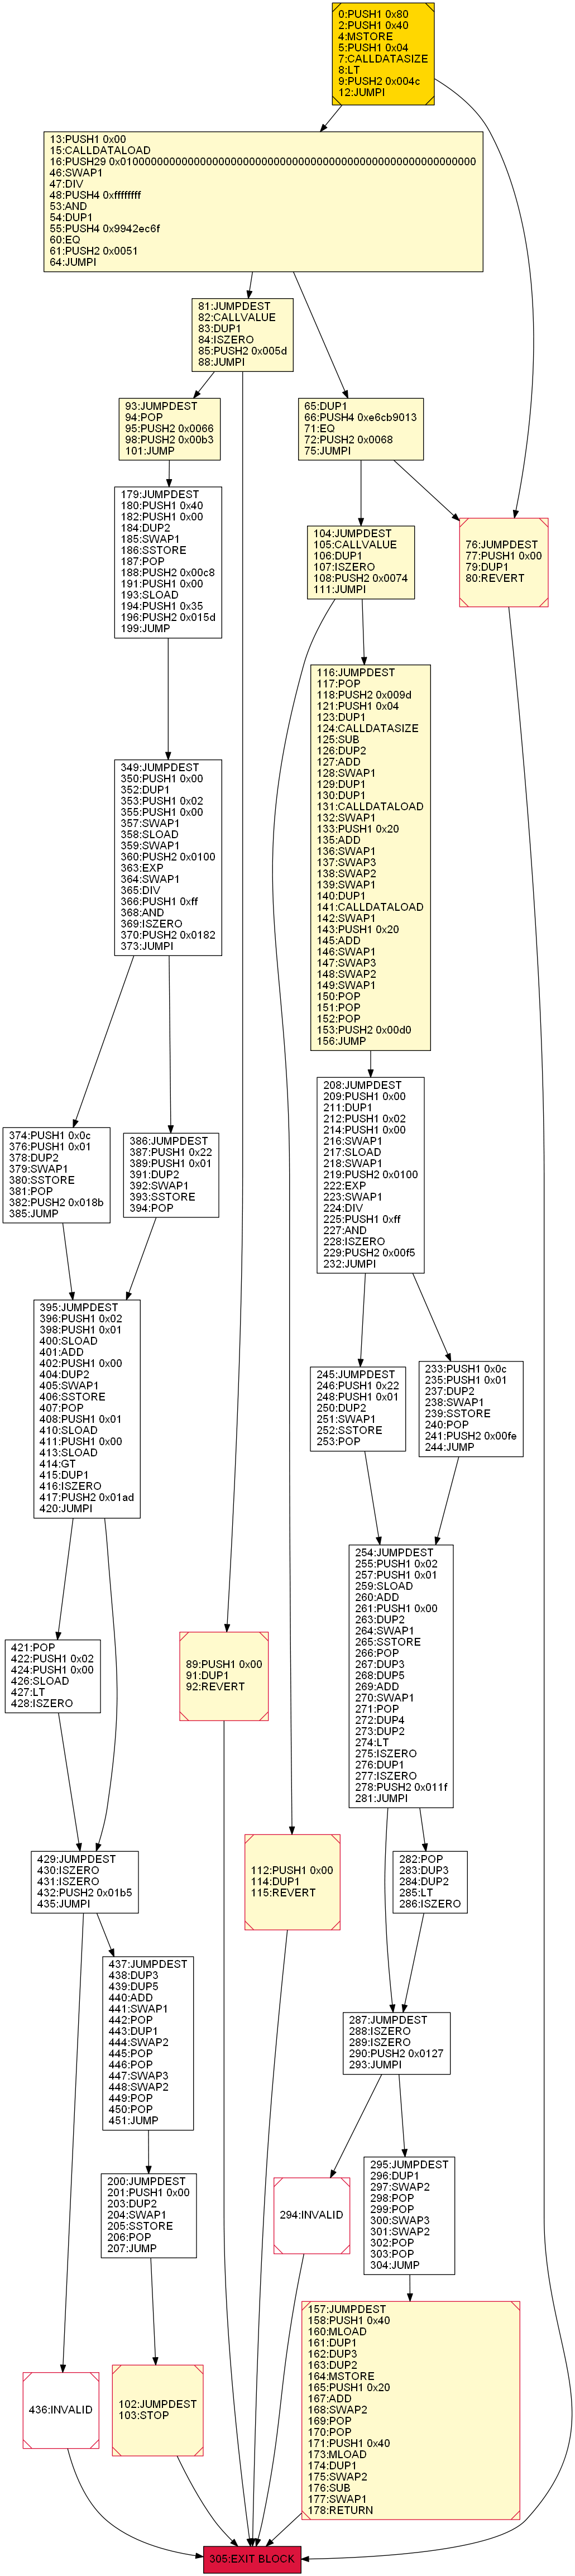 0:PUSH1 0x80
2:PUSH1 0x40
4:MSTORE
5:PUSH1 0x04
7:CALLDATASIZE
8:LT
9:PUSH2 0x004c
12:JUMPI
13:PUSH1 0x00
15:CALLDATALOAD
16:PUSH29 0x0100000000000000000000000000000000000000000000000000000000
46:SWAP1
47:DIV
48:PUSH4 0xffffffff
53:AND
54:DUP1
55:PUSH4 0x9942ec6f
60:EQ
61:PUSH2 0x0051
64:JUMPI
81:JUMPDEST
82:CALLVALUE
83:DUP1
84:ISZERO
85:PUSH2 0x005d
88:JUMPI
93:JUMPDEST
94:POP
95:PUSH2 0x0066
98:PUSH2 0x00b3
101:JUMP
65:DUP1
66:PUSH4 0xe6cb9013
71:EQ
72:PUSH2 0x0068
75:JUMPI
179:JUMPDEST
180:PUSH1 0x40
182:PUSH1 0x00
184:DUP2
185:SWAP1
186:SSTORE
187:POP
188:PUSH2 0x00c8
191:PUSH1 0x00
193:SLOAD
194:PUSH1 0x35
196:PUSH2 0x015d
199:JUMP
104:JUMPDEST
105:CALLVALUE
106:DUP1
107:ISZERO
108:PUSH2 0x0074
111:JUMPI
76:JUMPDEST
77:PUSH1 0x00
79:DUP1
80:REVERT
116:JUMPDEST
117:POP
118:PUSH2 0x009d
121:PUSH1 0x04
123:DUP1
124:CALLDATASIZE
125:SUB
126:DUP2
127:ADD
128:SWAP1
129:DUP1
130:DUP1
131:CALLDATALOAD
132:SWAP1
133:PUSH1 0x20
135:ADD
136:SWAP1
137:SWAP3
138:SWAP2
139:SWAP1
140:DUP1
141:CALLDATALOAD
142:SWAP1
143:PUSH1 0x20
145:ADD
146:SWAP1
147:SWAP3
148:SWAP2
149:SWAP1
150:POP
151:POP
152:POP
153:PUSH2 0x00d0
156:JUMP
349:JUMPDEST
350:PUSH1 0x00
352:DUP1
353:PUSH1 0x02
355:PUSH1 0x00
357:SWAP1
358:SLOAD
359:SWAP1
360:PUSH2 0x0100
363:EXP
364:SWAP1
365:DIV
366:PUSH1 0xff
368:AND
369:ISZERO
370:PUSH2 0x0182
373:JUMPI
208:JUMPDEST
209:PUSH1 0x00
211:DUP1
212:PUSH1 0x02
214:PUSH1 0x00
216:SWAP1
217:SLOAD
218:SWAP1
219:PUSH2 0x0100
222:EXP
223:SWAP1
224:DIV
225:PUSH1 0xff
227:AND
228:ISZERO
229:PUSH2 0x00f5
232:JUMPI
374:PUSH1 0x0c
376:PUSH1 0x01
378:DUP2
379:SWAP1
380:SSTORE
381:POP
382:PUSH2 0x018b
385:JUMP
386:JUMPDEST
387:PUSH1 0x22
389:PUSH1 0x01
391:DUP2
392:SWAP1
393:SSTORE
394:POP
395:JUMPDEST
396:PUSH1 0x02
398:PUSH1 0x01
400:SLOAD
401:ADD
402:PUSH1 0x00
404:DUP2
405:SWAP1
406:SSTORE
407:POP
408:PUSH1 0x01
410:SLOAD
411:PUSH1 0x00
413:SLOAD
414:GT
415:DUP1
416:ISZERO
417:PUSH2 0x01ad
420:JUMPI
245:JUMPDEST
246:PUSH1 0x22
248:PUSH1 0x01
250:DUP2
251:SWAP1
252:SSTORE
253:POP
233:PUSH1 0x0c
235:PUSH1 0x01
237:DUP2
238:SWAP1
239:SSTORE
240:POP
241:PUSH2 0x00fe
244:JUMP
254:JUMPDEST
255:PUSH1 0x02
257:PUSH1 0x01
259:SLOAD
260:ADD
261:PUSH1 0x00
263:DUP2
264:SWAP1
265:SSTORE
266:POP
267:DUP3
268:DUP5
269:ADD
270:SWAP1
271:POP
272:DUP4
273:DUP2
274:LT
275:ISZERO
276:DUP1
277:ISZERO
278:PUSH2 0x011f
281:JUMPI
421:POP
422:PUSH1 0x02
424:PUSH1 0x00
426:SLOAD
427:LT
428:ISZERO
89:PUSH1 0x00
91:DUP1
92:REVERT
429:JUMPDEST
430:ISZERO
431:ISZERO
432:PUSH2 0x01b5
435:JUMPI
112:PUSH1 0x00
114:DUP1
115:REVERT
282:POP
283:DUP3
284:DUP2
285:LT
286:ISZERO
437:JUMPDEST
438:DUP3
439:DUP5
440:ADD
441:SWAP1
442:POP
443:DUP1
444:SWAP2
445:POP
446:POP
447:SWAP3
448:SWAP2
449:POP
450:POP
451:JUMP
287:JUMPDEST
288:ISZERO
289:ISZERO
290:PUSH2 0x0127
293:JUMPI
200:JUMPDEST
201:PUSH1 0x00
203:DUP2
204:SWAP1
205:SSTORE
206:POP
207:JUMP
294:INVALID
295:JUMPDEST
296:DUP1
297:SWAP2
298:POP
299:POP
300:SWAP3
301:SWAP2
302:POP
303:POP
304:JUMP
436:INVALID
102:JUMPDEST
103:STOP
157:JUMPDEST
158:PUSH1 0x40
160:MLOAD
161:DUP1
162:DUP3
163:DUP2
164:MSTORE
165:PUSH1 0x20
167:ADD
168:SWAP2
169:POP
170:POP
171:PUSH1 0x40
173:MLOAD
174:DUP1
175:SWAP2
176:SUB
177:SWAP1
178:RETURN
305:EXIT BLOCK